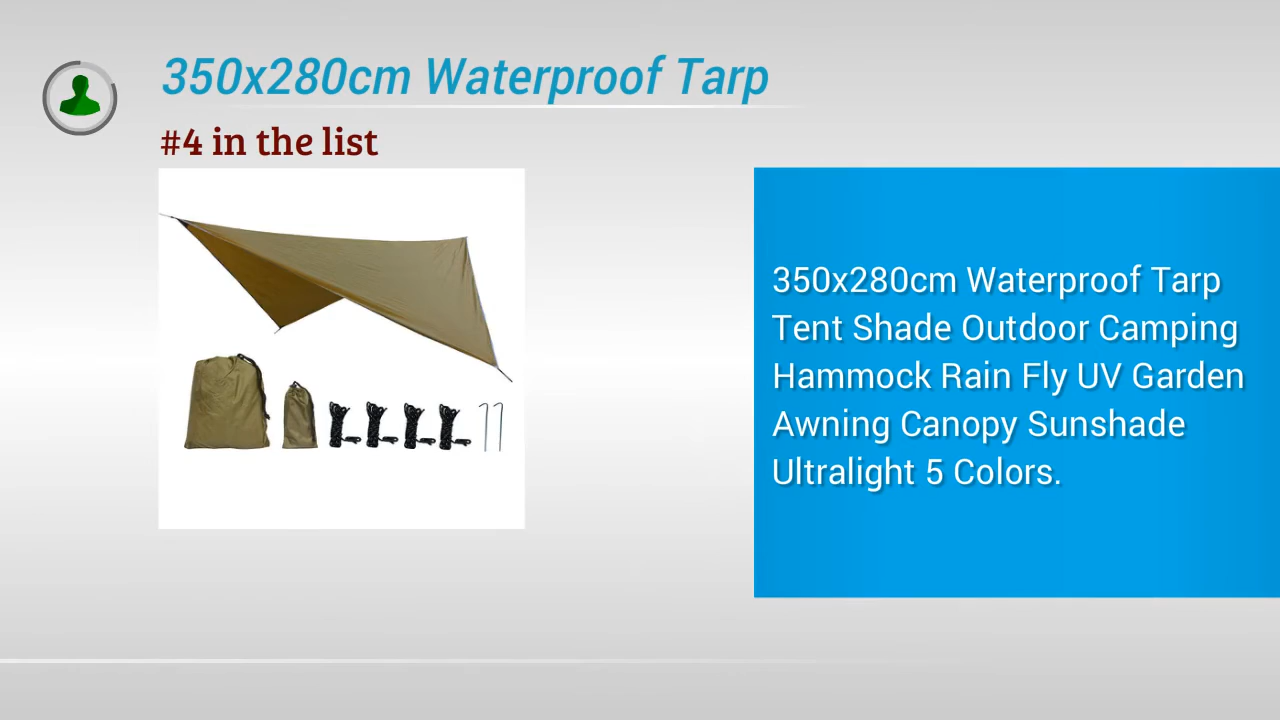 350x280cm Waterproof Tarp
#4 in the list
350x280cm Waterproof Tarp
Tent Shade Outdoor Camping
Hammock Rain Fly UV Garden
Awning Canopy Sunshade
Ultralight 5 Colors.